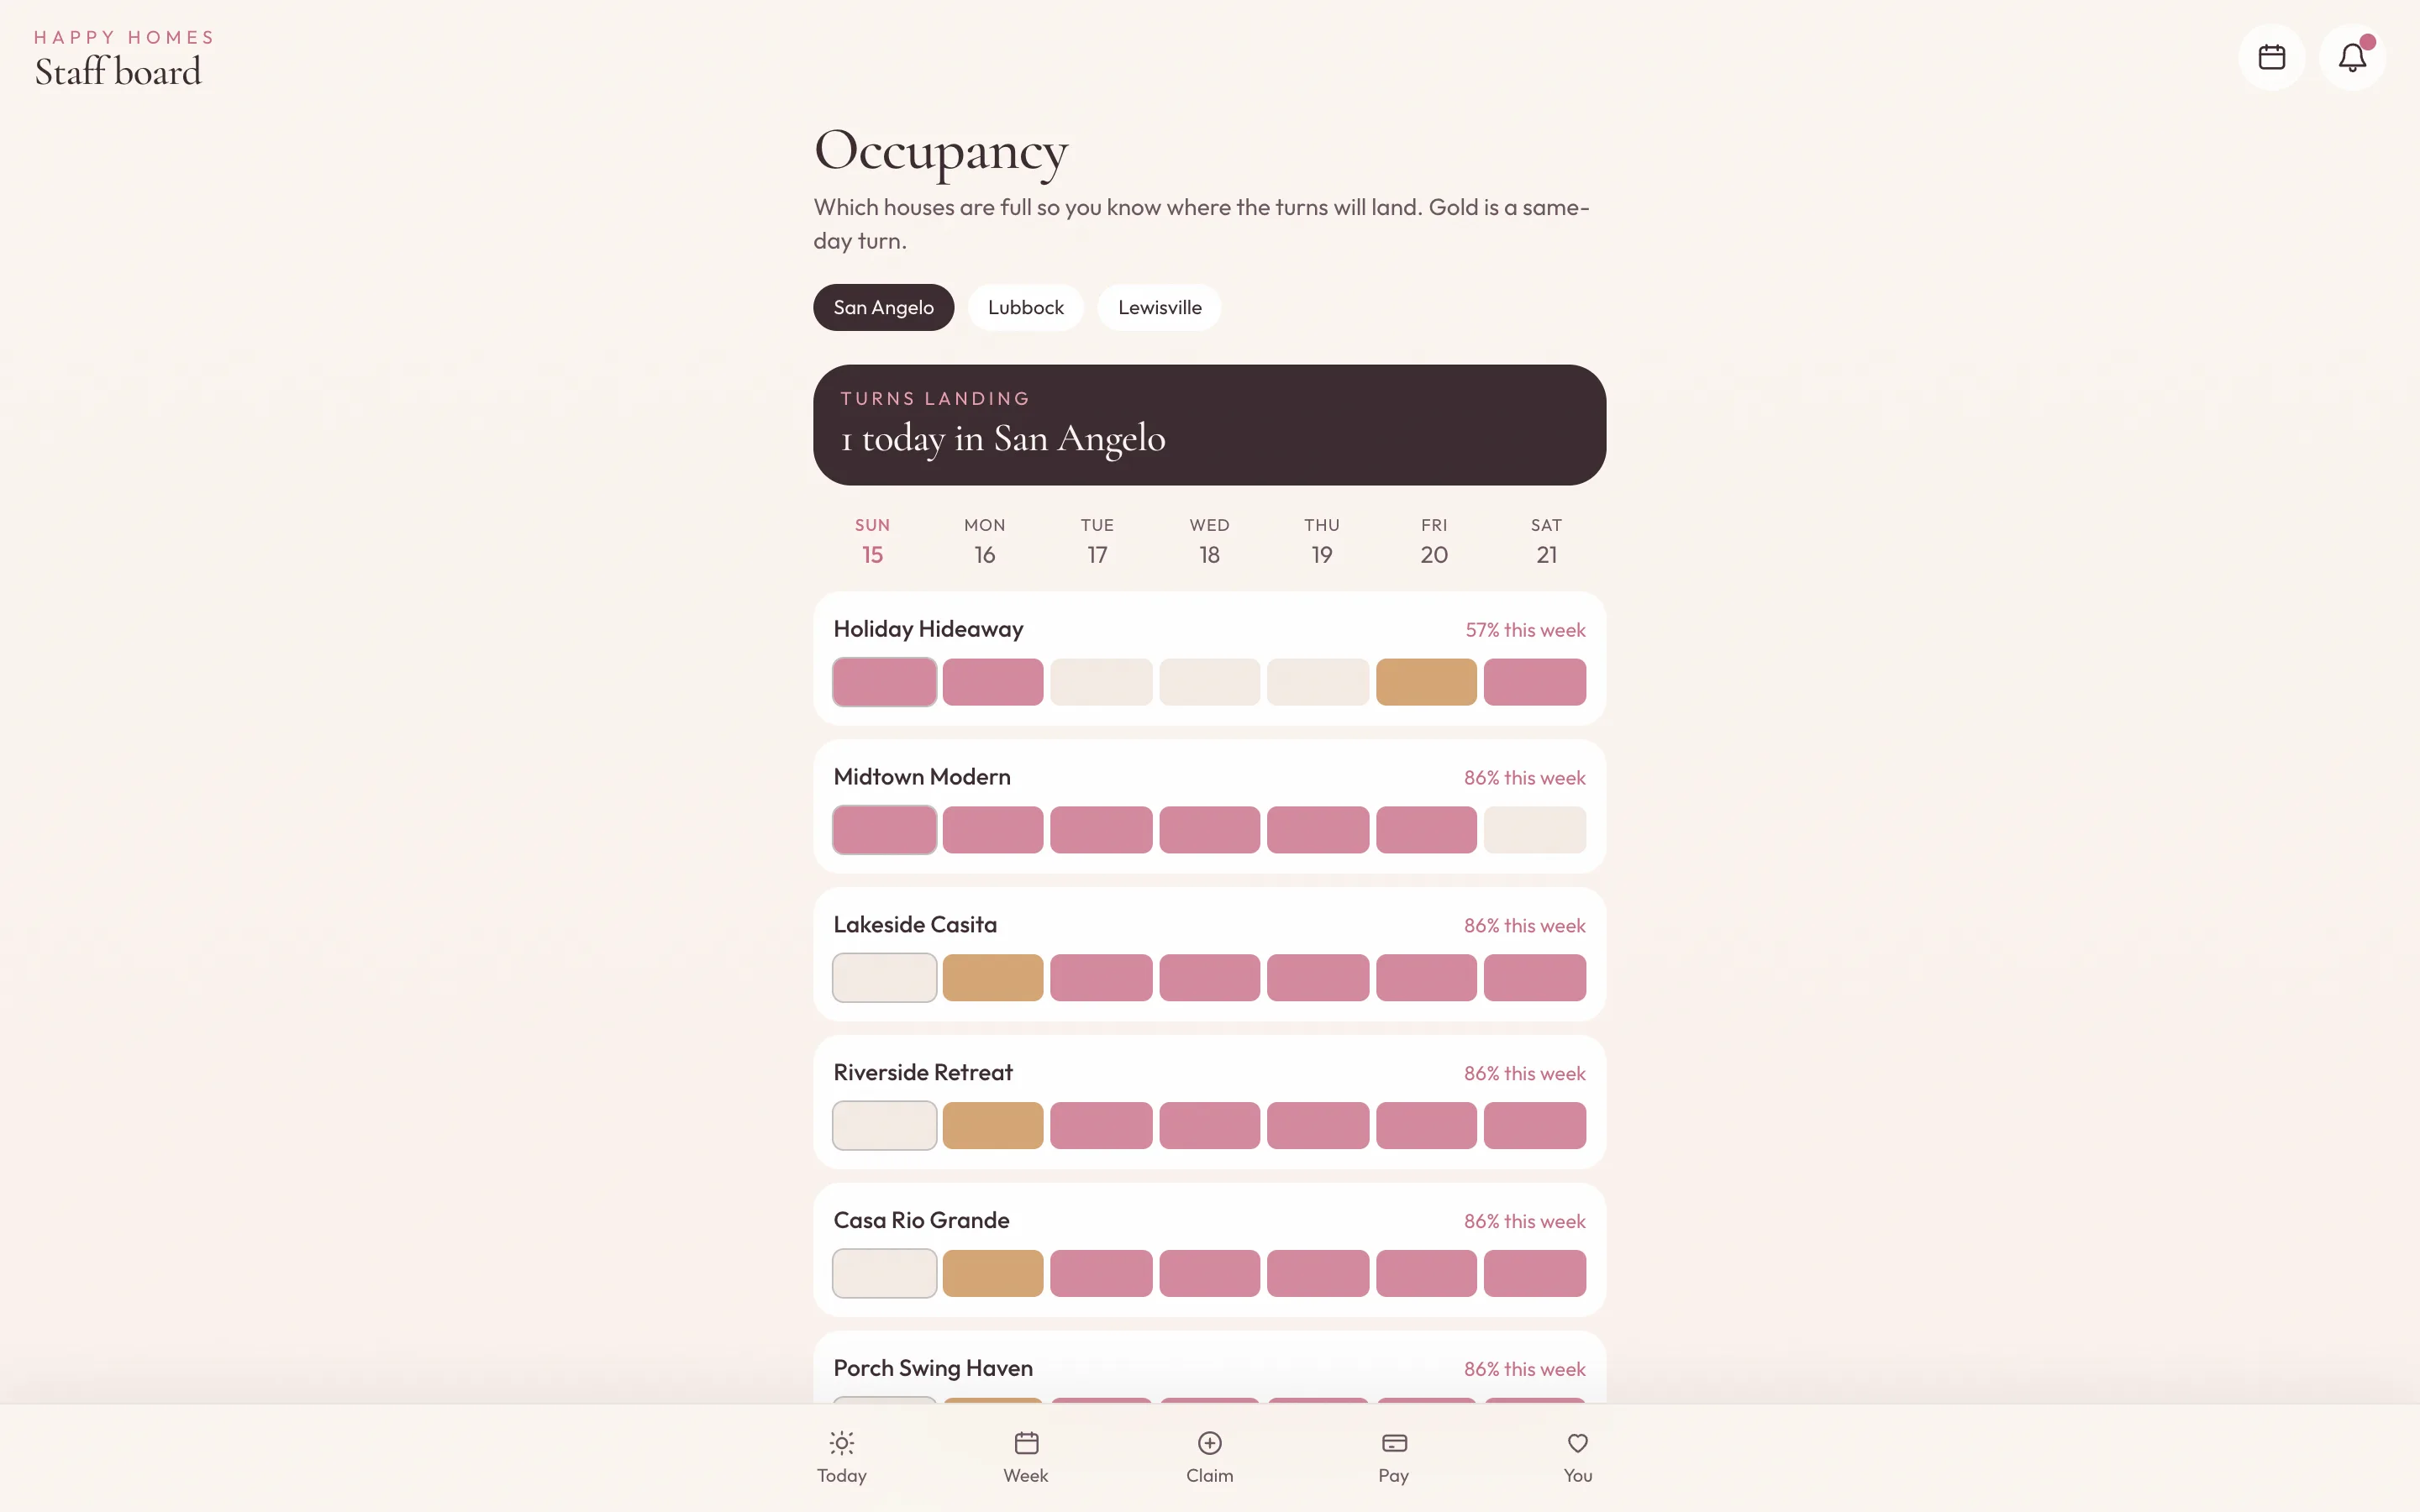 HAPPY HOMES
Staff board
Occupancy
Which houses are full so you know where the turns will land. Gold is a same-
day turn.
San Angelo
Lubbock
Lewisville
TURNS LANDING
1 today in San Angelo
SUN MON TUE WED THU FRI SAT
15 16 17 18 19 20 21
Holiday Hideaway 57% this week
Midtown Modern 86% this week
Lakeside Casita 86% this week
Riverside Retreat 86% this week
Casa Rio Grande 86% this week
Porch Swing Haven 86% this week
Today Week Claim Pay You